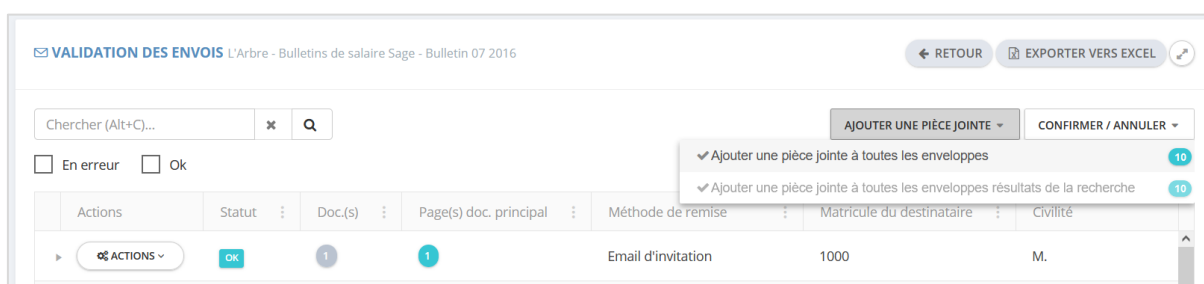 VALIDATION DES ENVOIS L'Arbre - Bulletins de salaire Sage - Bulletin 07 2016
RETOUR
EXPORTER VERS EXCEL
Chercher (Alt+C)...
AJOUTER UNE PIÈCE JOINTE
CONFIRMER / ANNULER
Ajouter une pièce jointe à toutes les enveloppes 10
En erreur Ok
Ajouter une pièce jointe à toutes les enveloppes résultats de la recherche 10
Actions Statut Doc.(s) Page(s) doc. principal Méthode de remise Matricule du destinataire Civilité
ACTIONS OK 1 1 Email d'invitation 1000 M.